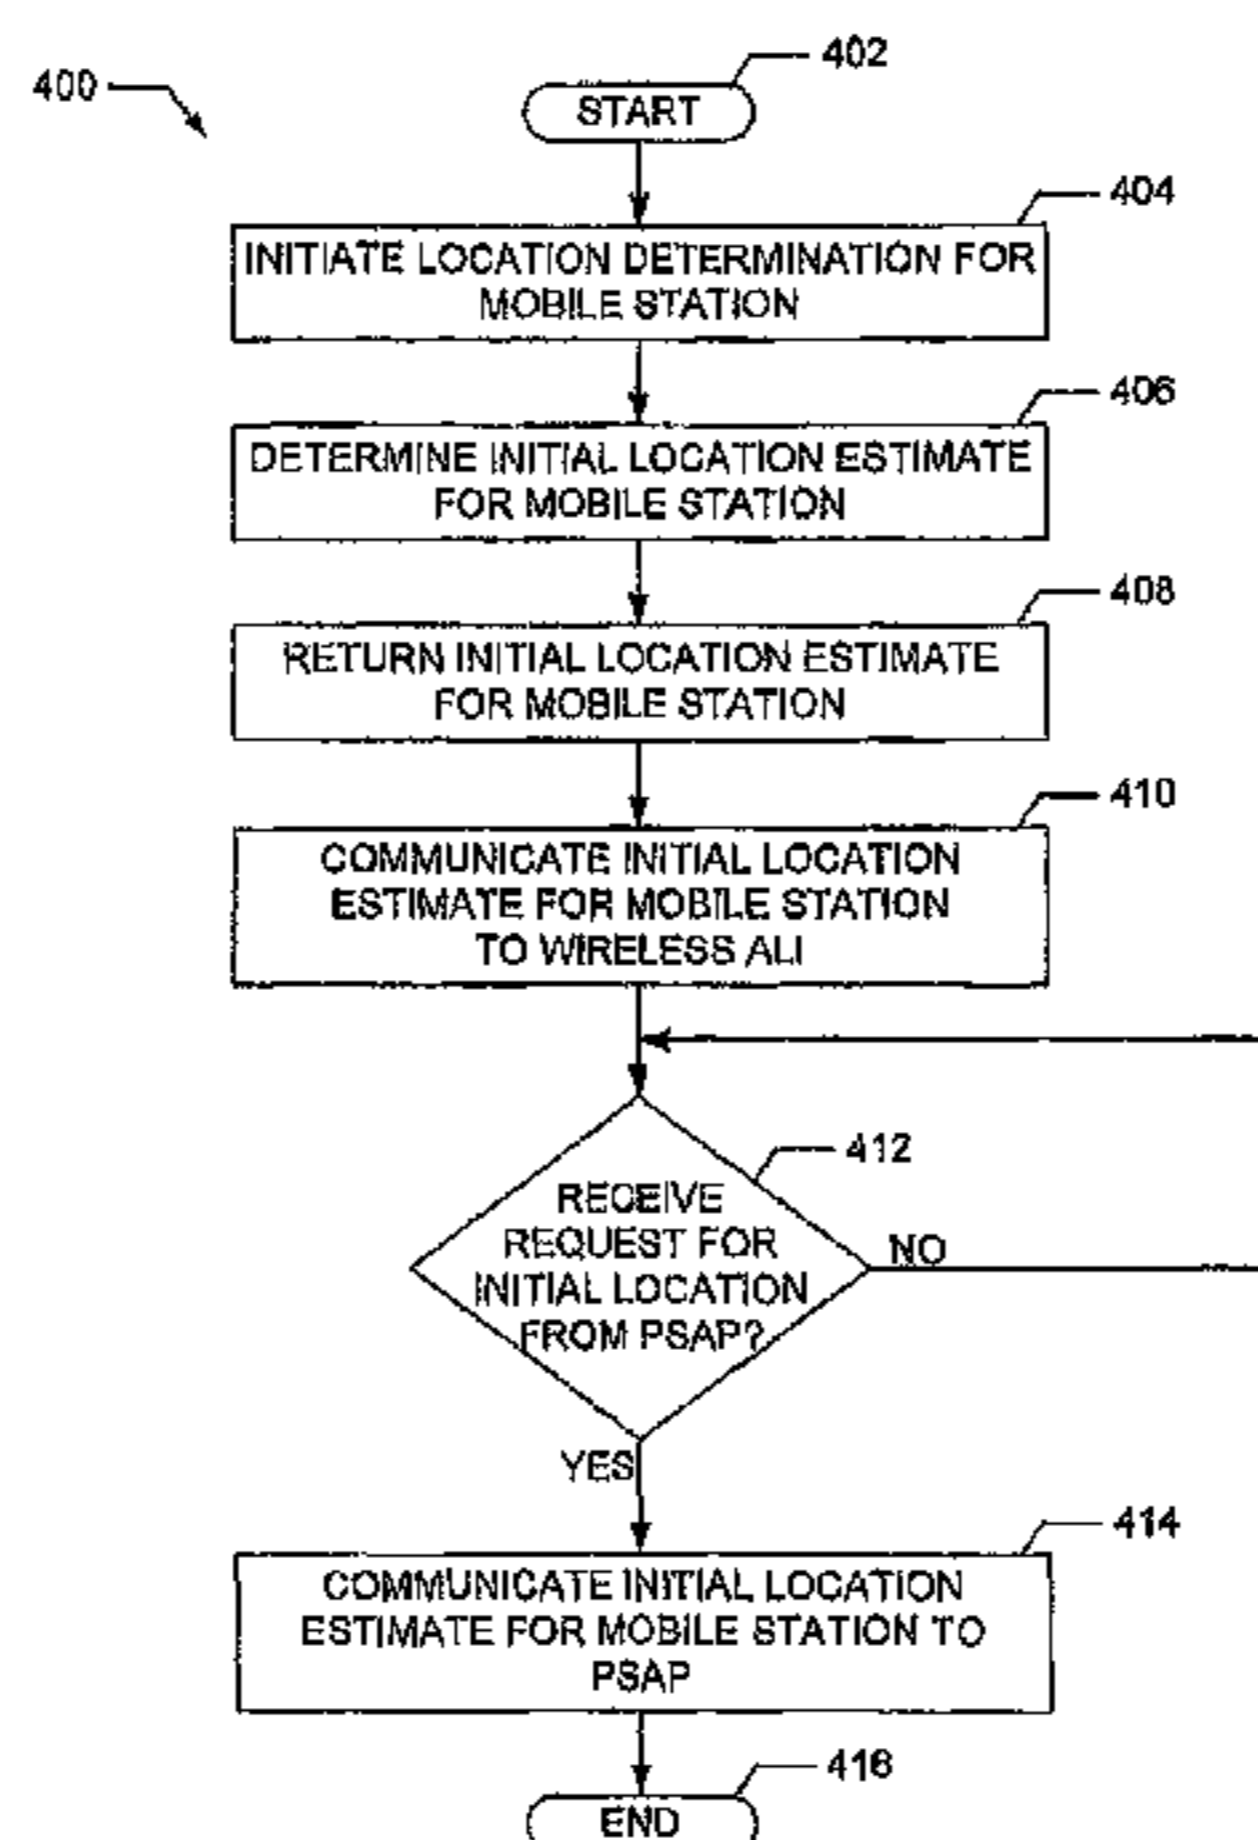 400
402
START
404
INITIATE LOCATION DETERMINATION FOR
MOBILE STATION
406
DETERMINE INITIAL LOCATION ESTIMATE
FOR MOBILE STATION
408
RETURN INITIAL LOCATION ESTIMATE
FOR MOBILE STATION
410
COMMUNICATE INITIAL LOCATION
ESTIMATE FOR MOBILE STATION
TO WIRELESS ALI
412
RECEIVE
REQUEST FOR
INITIAL LOCATION
FROM PSAP?
NO
YES
414
COMMUNICATE INITIAL LOCATION
ESTIMATE FOR MOBILE STATION TO
PSAP
416
END